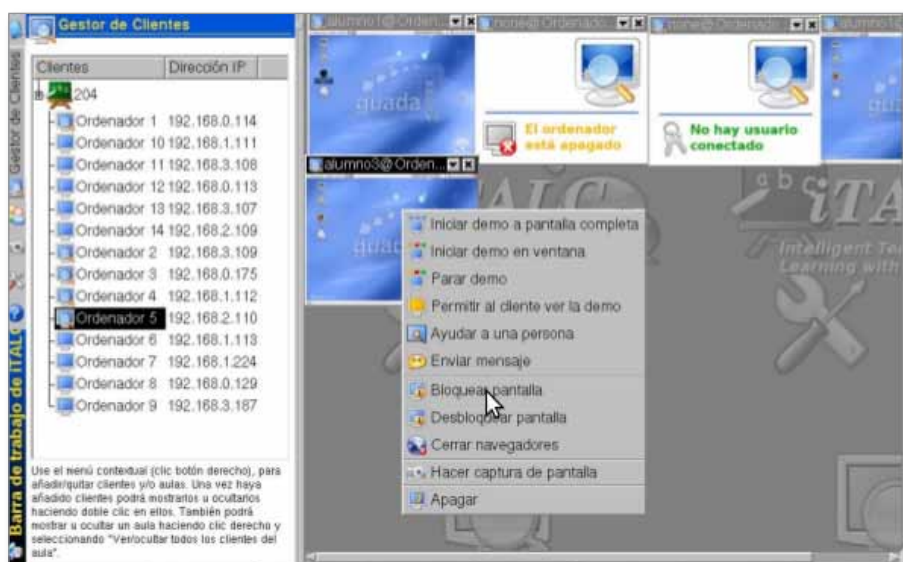 Gestor de Clientes
Clientes Dirección IP
204
Ordenador 1 192.168.0.114
Ordenador 10 192.168.1.111
Ordenador 11 192.168.3.108
Ordenador 12 192.168.0.113
Ordenador 13 192.168.3.107
Ordenador 14 192.168.2.109
Ordenador 2 192.168.3.109
Ordenador 3 192.168.0.175
Ordenador 4 192.168.1.112
Ordenador 5 192.168.2.110
Ordenador 6 192.168.1.113
Ordenador 7 192.168.1.224
Ordenador 8 192.168.0.129
Ordenador 9 192.168.3.187
Use el menú contextual (clic botón derecho), para
añadir/quitar clientes y/o aulas. Una vez haya
añadido clientes podrá mostrarlos u ocultarlos
haciendo doble clic en ellos. También podrá
mostrar u ocultar un aula haciendo clic derecho y
seleccionando "Ver/ocultar todos los clientes del
aula".
Gestor de Clientes
Barra de trabajo de iTALC
alumno1@Orden...
none@Ordenado...
none@Ordenado...
guada
El ordenador
está apagado
No hay usuario
conectado
alumno3@Orden...
Iniciar demo a pantalla completa
Iniciar demo en ventana
Parar demo
Permitir al cliente ver la demo
Ayudar a una persona
Enviar mensaje
Bloquear pantalla
Desbloquear pantalla
Cerrar navegadores
Hacer captura de pantalla
Apagar
iTA
Intelligent Tea
Learning with